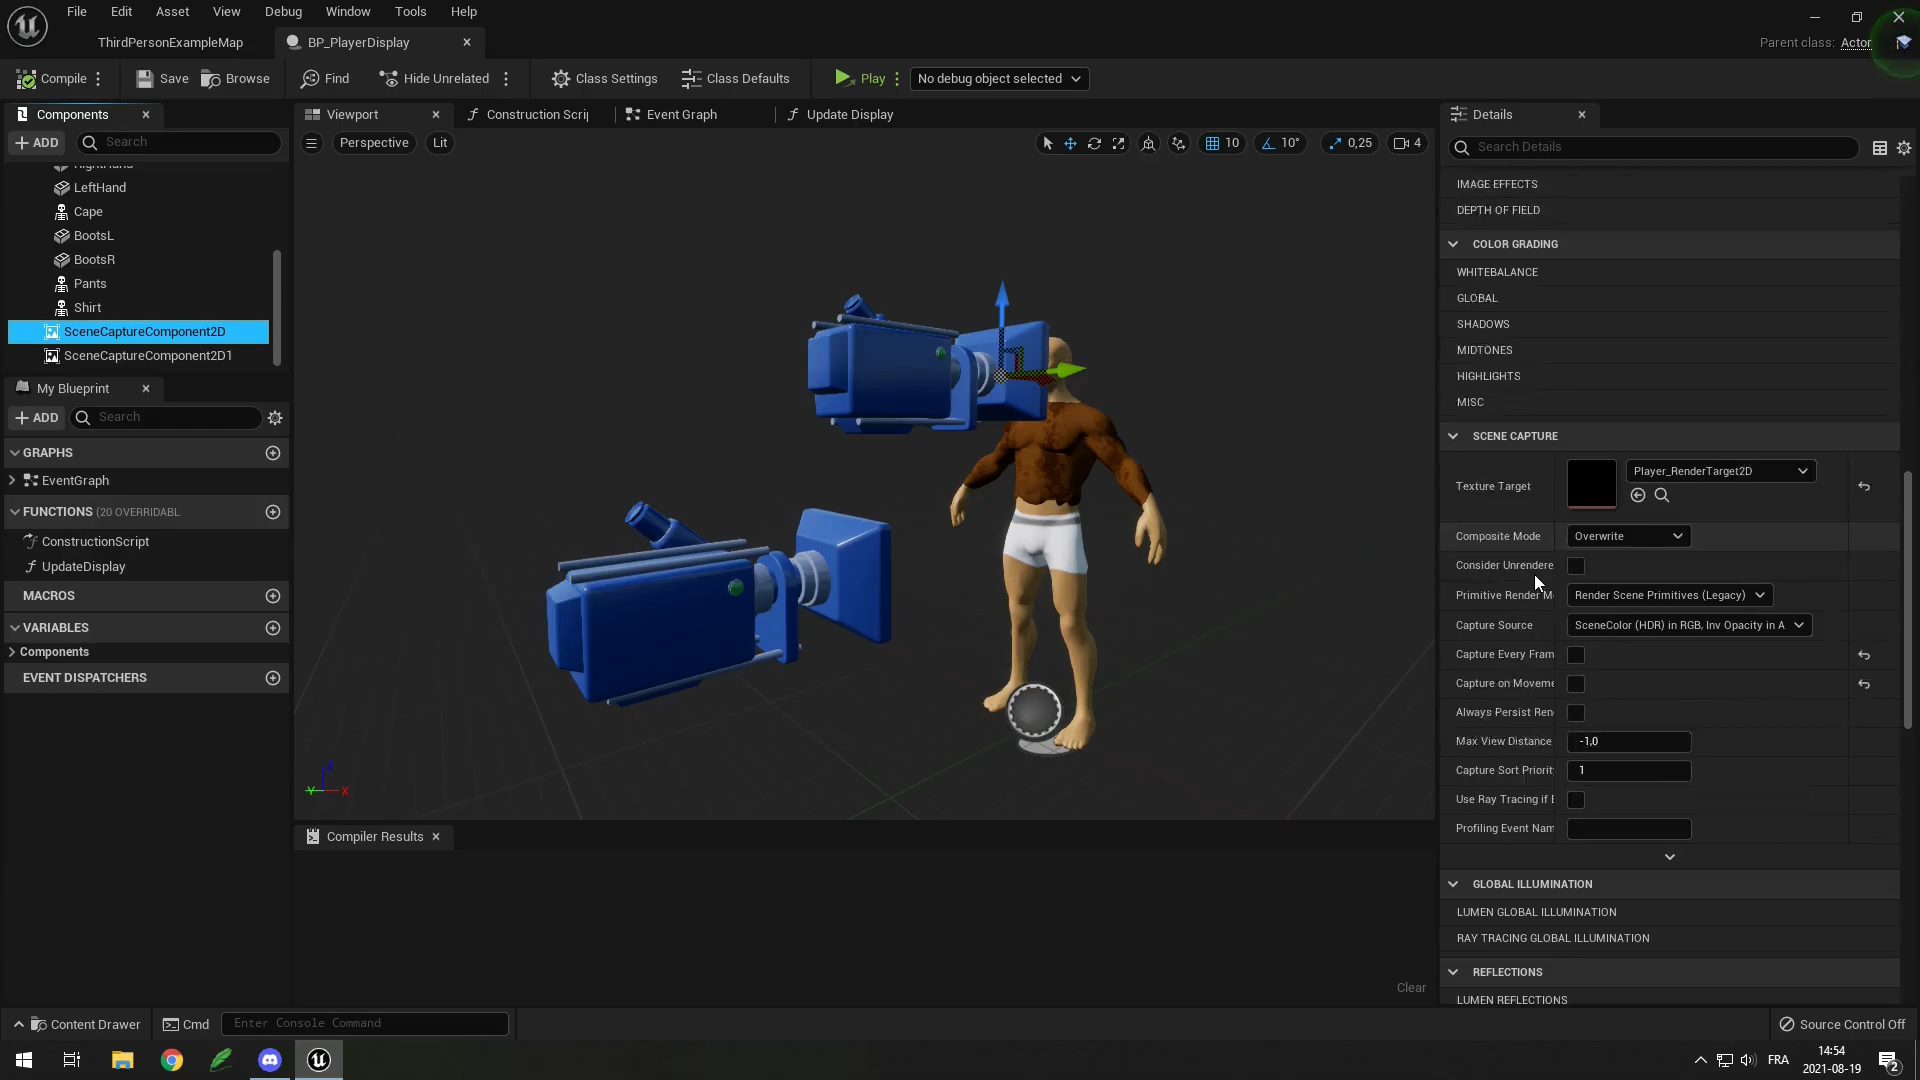 File Edit Asset View Debug Window Tools Help
ThirdPersonExampleMap
BP_PlayerDisplay
Parent class: Actor
Compile
Save
Browse
Find
Hide Unrelated
Class Settings
Class Defaults
Play
No debug object selected
Components
ADD
Search
RightHand
LeftHand
Cape
BootsL
BootsR
Pants
Shirt
SceneCaptureComponent2D
SceneCaptureComponent2D1
My Blueprint
ADD
Search
GRAPHS
EventGraph
FUNCTIONS (20 OVERRIDABL
ConstructionScript
UpdateDisplay
MACROS
VARIABLES
Components
EVENT DISPATCHERS
Viewport
Construction Scrip
Event Graph
Update Display
Perspective
Lit
10
10°
0,25
4
Z
Y
X
Compiler Results
Clear
Details
Search Details
IMAGE EFFECTS
DEPTH OF FIELD
COLOR GRADING
WHITEBALANCE
GLOBAL
SHADOWS
MIDTONES
HIGHLIGHTS
MISC
SCENE CAPTURE
Texture Target
Player_RenderTarget2D
Composite Mode
Overwrite
Consider Unrendere
Primitive Render M
Render Scene Primitives (Legacy)
Capture Source
SceneColor (HDR) in RGB, Inv Opacity in A
Capture Every Fram
Capture on Moveme
Always Persist Ren
Max View Distance
-1,0
Capture Sort Priorit
1
Use Ray Tracing if E
Profiling Event Nam
GLOBAL ILLUMINATION
LUMEN GLOBAL ILLUMINATION
RAY TRACING GLOBAL ILLUMINATION
REFLECTIONS
LUMEN REFLECTIONS
Content Drawer
Cmd
Enter Console Command
Source Control Off
FRA
14:54
2021-08-19
2